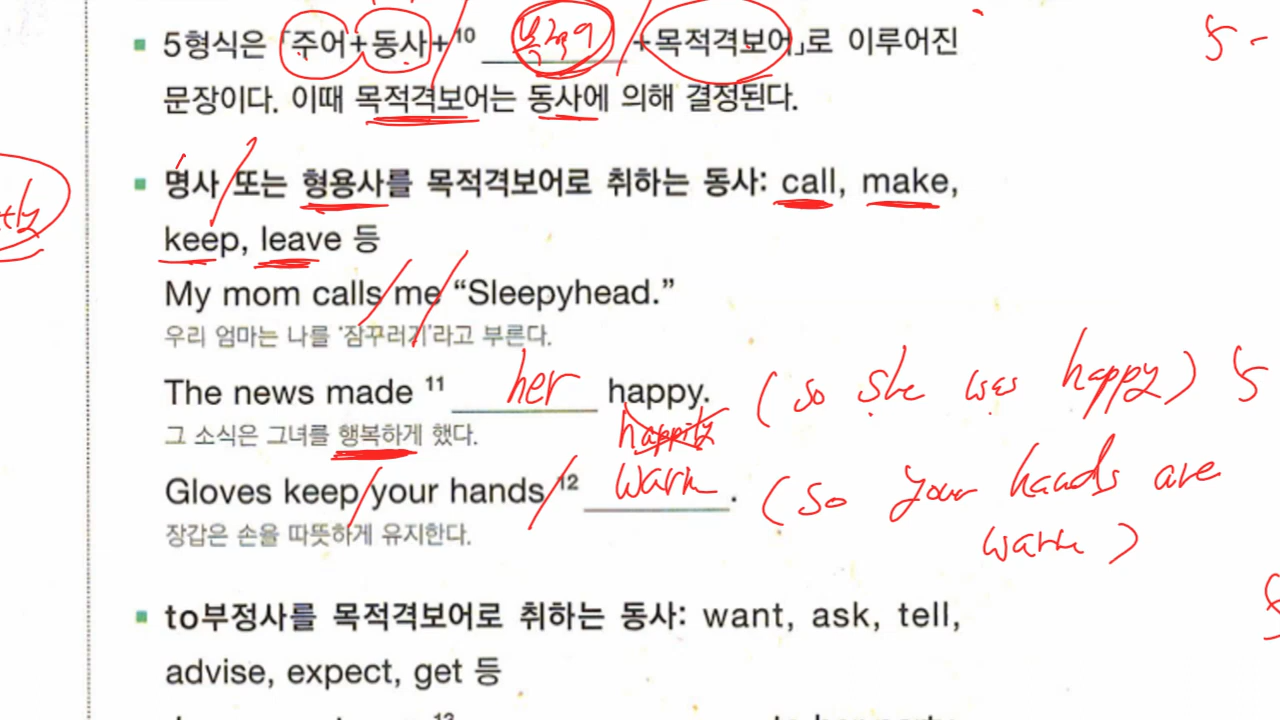 ▪ 5형식은 「주어+동사+¹⁰ 목적어 +목적격보어」로 이루어진
문장이다. 이때 목적격보어는 동사에 의해 결정된다.
▪ 명사 또는 형용사를 목적격보어로 취하는 동사: call, make,
keep, leave 등
My mom calls me “Sleepyhead.”
우리 엄마는 나를 ‘잠꾸러기’라고 부른다.
The news made ¹¹ her happy. (so she was happy)
그 소식은 그녀를 행복하게 했다.
happily
Gloves keep your hands ¹² warm. (so your hands are
장갑은 손을 따뜻하게 유지한다.
warm)
▪ to부정사를 목적격보어로 취하는 동사: want, ask, tell,
advise, expect, get 등